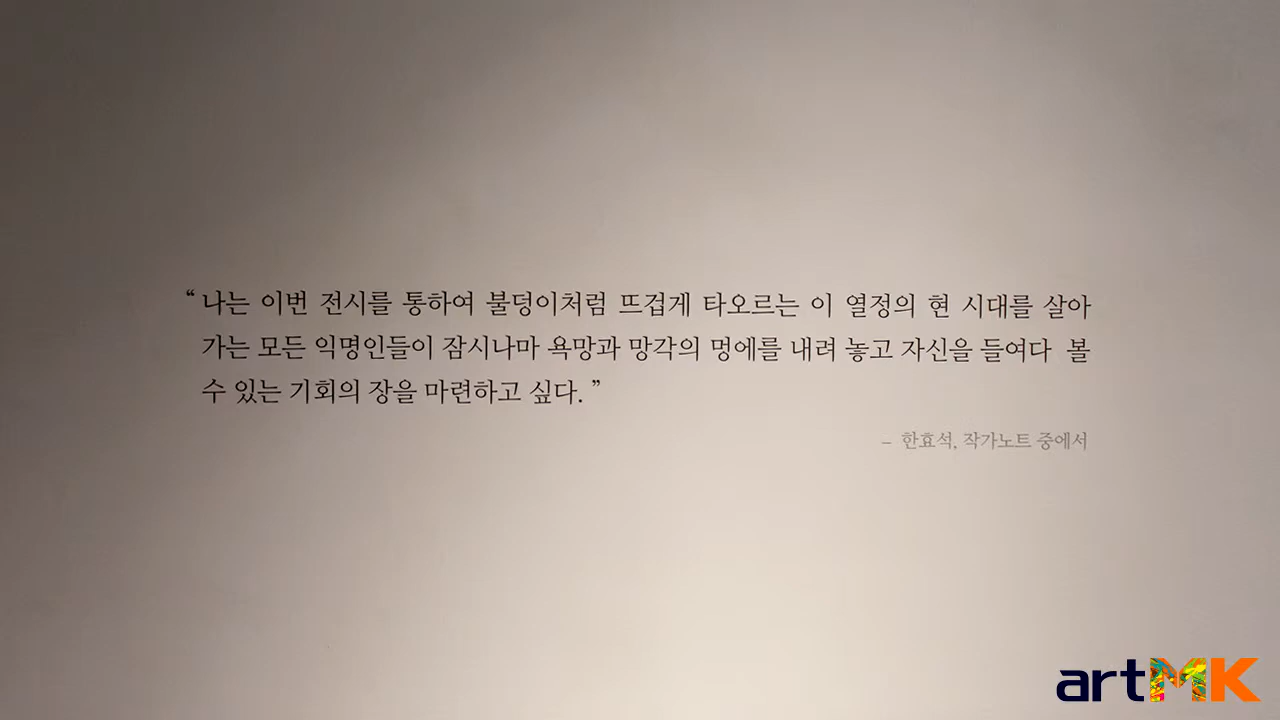 “ 나는 이번 전시를 통하여 불덩이처럼 뜨겁게 타오르는 이 열정의 현 시대를 살아
가는 모든 익명인들이 잠시나마 욕망과 망각의 멍에를 내려 놓고 자신을 들여다 볼
수 있는 기회의 장을 마련하고 싶다. ”
– 한효석, 작가노트 중에서
artMK